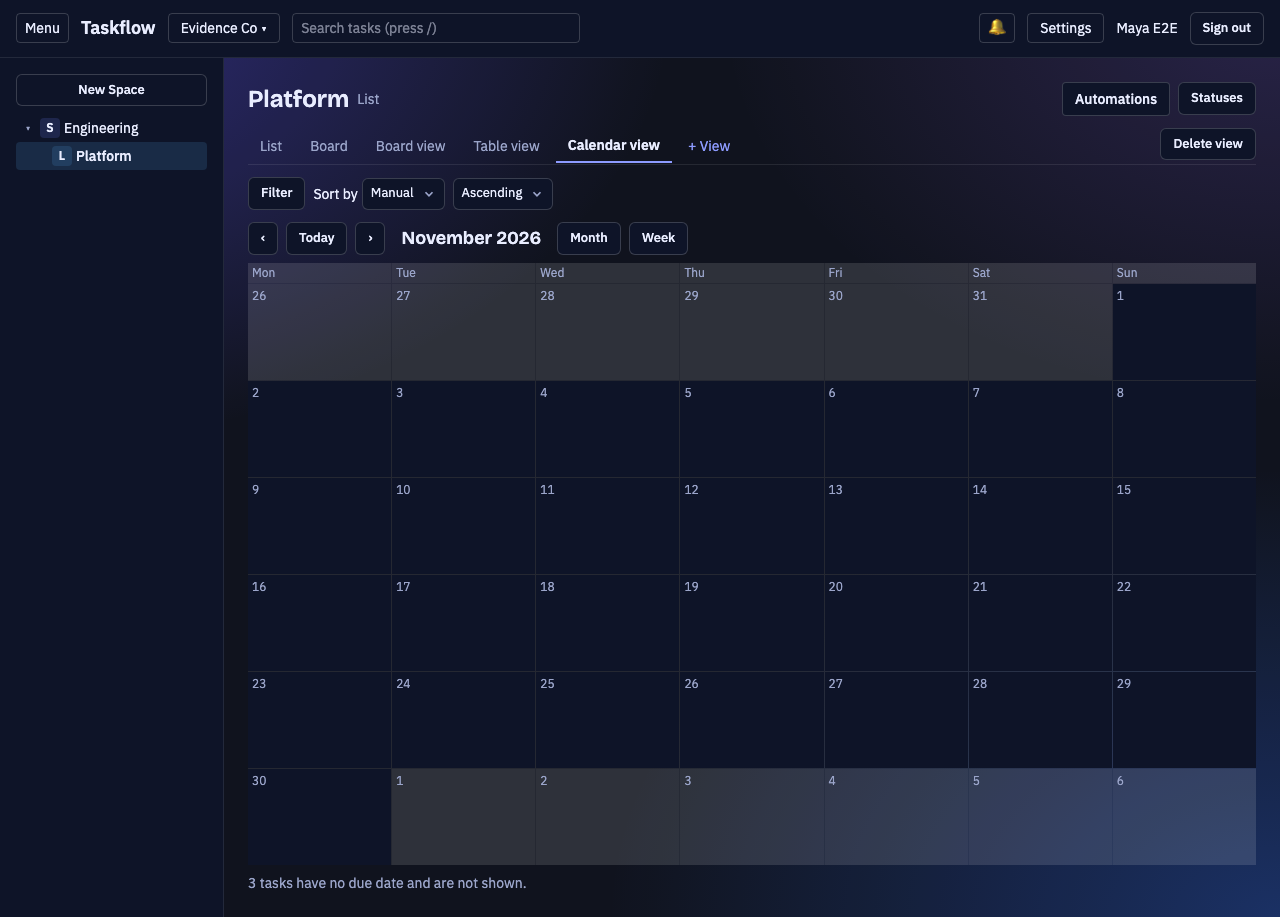 Menu Taskflow Evidence Co ▾ Search tasks (press /) 🔔 Settings Maya E2E Sign out
New Space
▾ S Engineering
L Platform
Platform List Automations Statuses
List Board Board view Table view Calendar view + View Delete view
Filter Sort by Manual Ascending
‹ Today › November 2026 Month Week
Mon Tue Wed Thu Fri Sat Sun
26 27 28 29 30 31 1
2 3 4 5 6 7 8
9 10 11 12 13 14 15
16 17 18 19 20 21 22
23 24 25 26 27 28 29
30 1 2 3 4 5 6
3 tasks have no due date and are not shown.